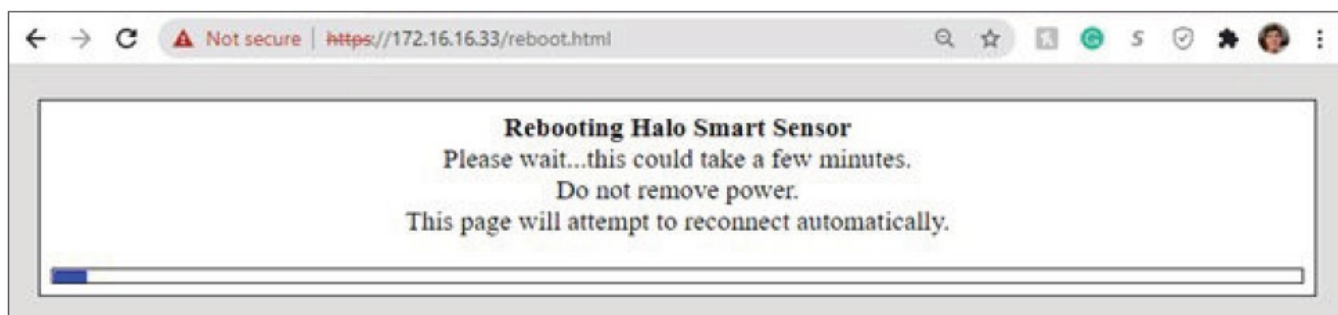 Not secure | https://172.16.16.33/reboot.html
Rebooting Halo Smart Sensor
Please wait...this could take a few minutes.
Do not remove power.
This page will attempt to reconnect automatically.